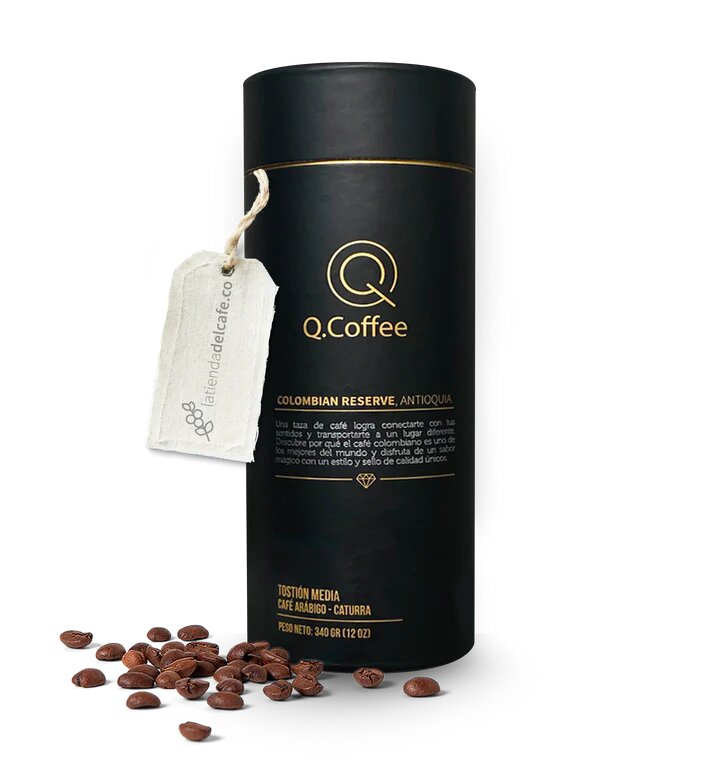 latiendadelcafe.co
Q.Coffee
COLOMBIAN RESERVE, ANTIOQUIA
Una taza de café logra conectarte con tus
sentidos y transportarte a un lugar diferente.
Descubre por qué el café colombiano es uno de
los mejores del mundo y disfruta de un sabor
mágico con un estilo y sello de calidad únicos.
TOSTIÓN MEDIA
CAFÉ ARÁBIGO - CATURRA
PESO NETO: 340 GR (12 OZ)